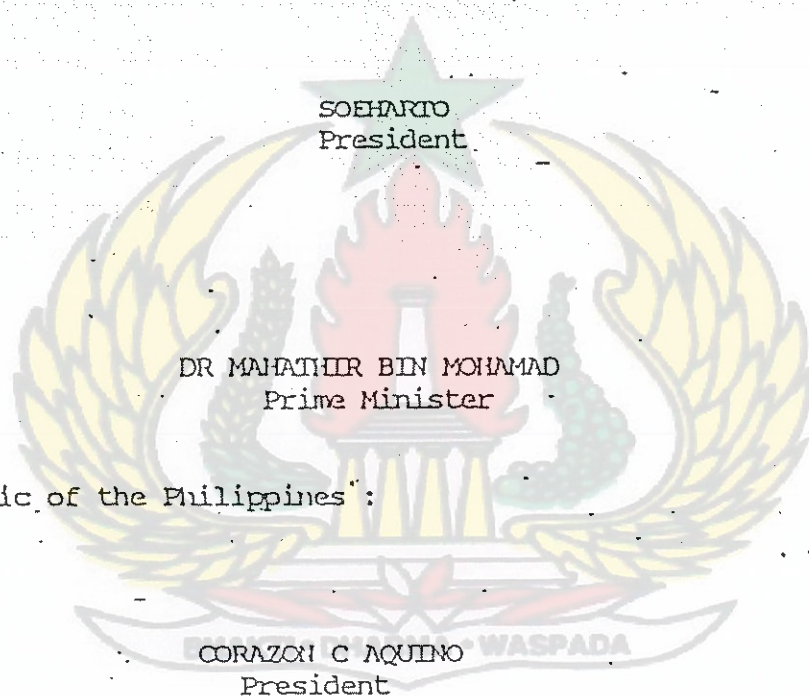 SOEHARTO
President
DR MAHATHIR BIN MOHAMAD
Prime Minister
ic of the Philippines :
CORAZON C AQUINO
President
WASPADA